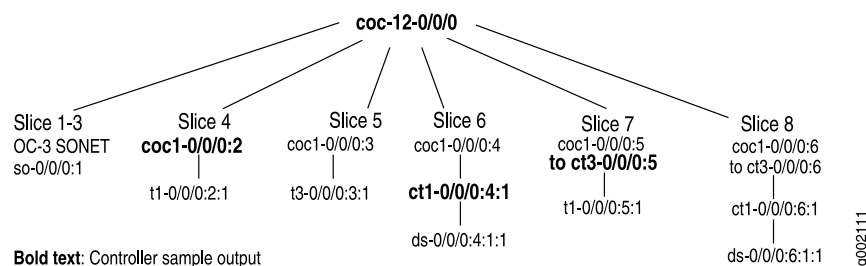 coc-12-0/0/0
Slice 1-3
OC-3 SONET
so-0/0/0:1
Slice 4
coc1-0/0/0:2
t1-0/0/0:2:1
Slice 5
coc1-0/0/0:3
t3-0/0/0:3:1
Slice 6
coc1-0/0/0:4
ct1-0/0/0:4:1
ds-0/0/0:4:1:1
Slice 7
coc1-0/0/0:5
to ct3-0/0/0:5
t1-0/0/0:5:1
Slice 8
coc1-0/0/0:6
to ct3-0/0/0:6
ct1-0/0/0:6:1
ds-0/0/0:6:1:1
Bold text: Controller sample output
g002111